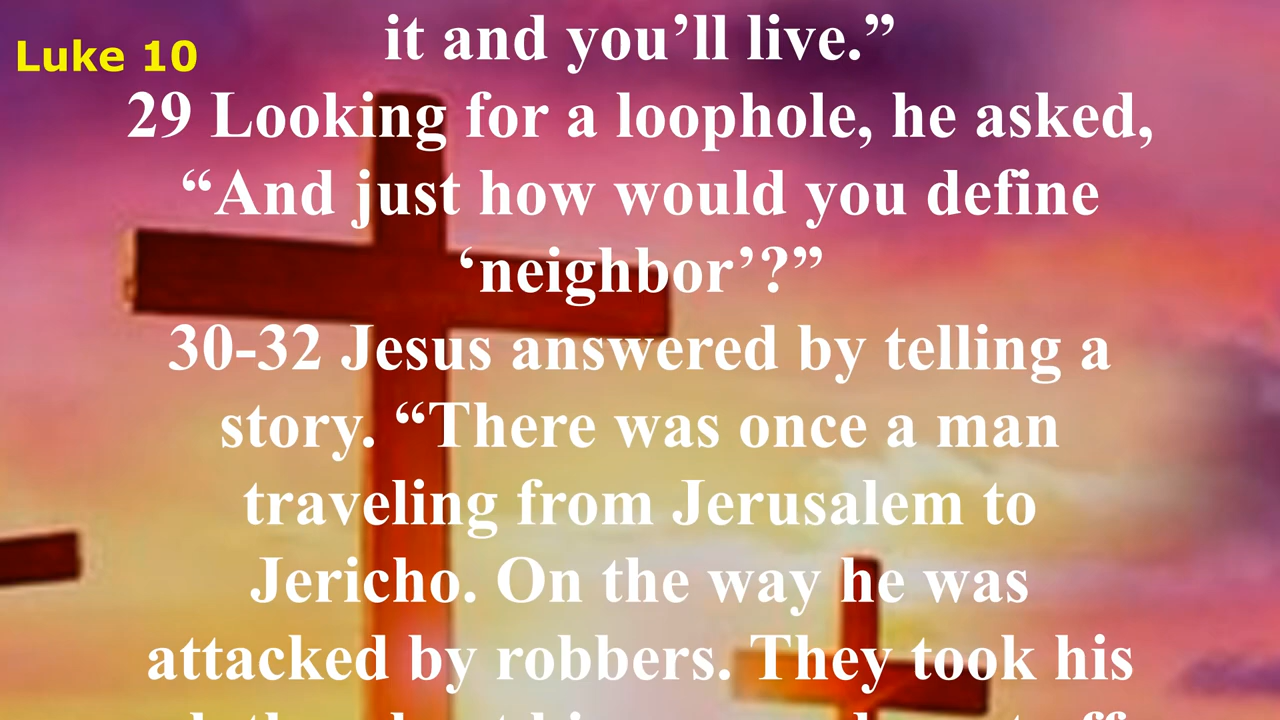 Luke 10
it and you’ll live.”
29 Looking for a loophole, he asked,
“And just how would you define
‘neighbor’?”
30-32 Jesus answered by telling a
story. “There was once a man
traveling from Jerusalem to
Jericho. On the way he was
attacked by robbers. They took his